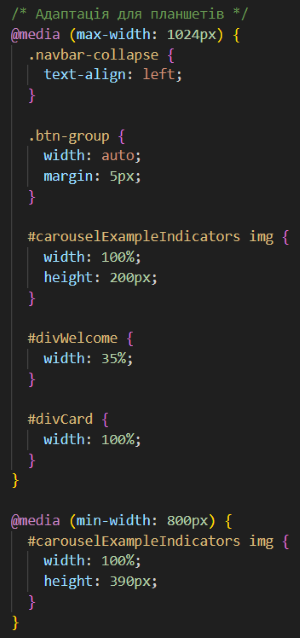 /* Адаптація для планшетів */
@media (max-width: 1024px) {
  .navbar-collapse {
    text-align: left;
  }

  .btn-group {
    width: auto;
    margin: 5px;
  }

  #carouselExampleIndicators img {
    width: 100%;
    height: 200px;
  }

  #divWelcome {
    width: 35%;
  }

  #divCard {
    width: 100%;
  }
}

@media (min-width: 800px) {
  #carouselExampleIndicators img {
    width: 100%;
    height: 390px;
  }
}